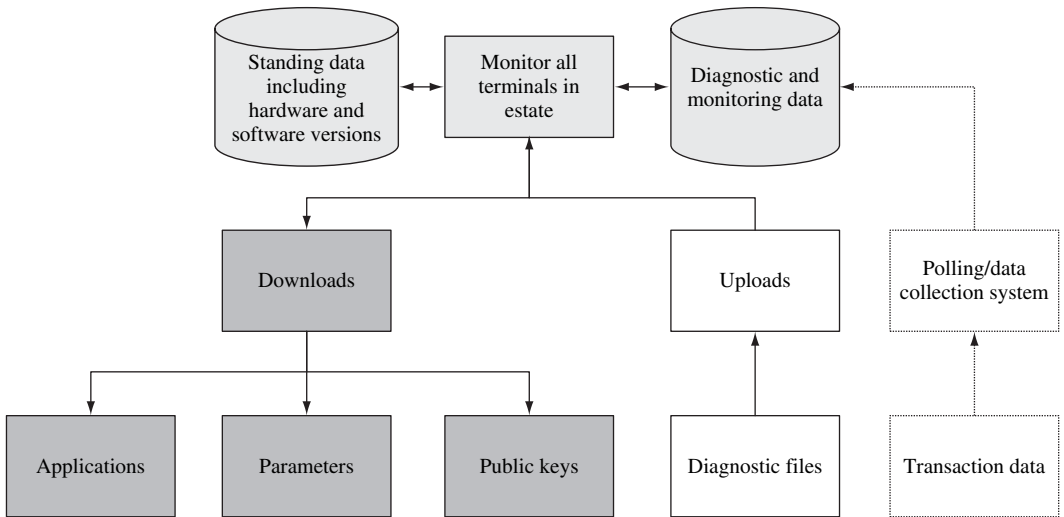 Standing data
including
hardware and
software versions
Monitor all
terminals in
estate
Diagnostic and
monitoring data
Downloads
Uploads
Polling/data
collection system
Applications
Parameters
Public keys
Diagnostic files
Transaction data